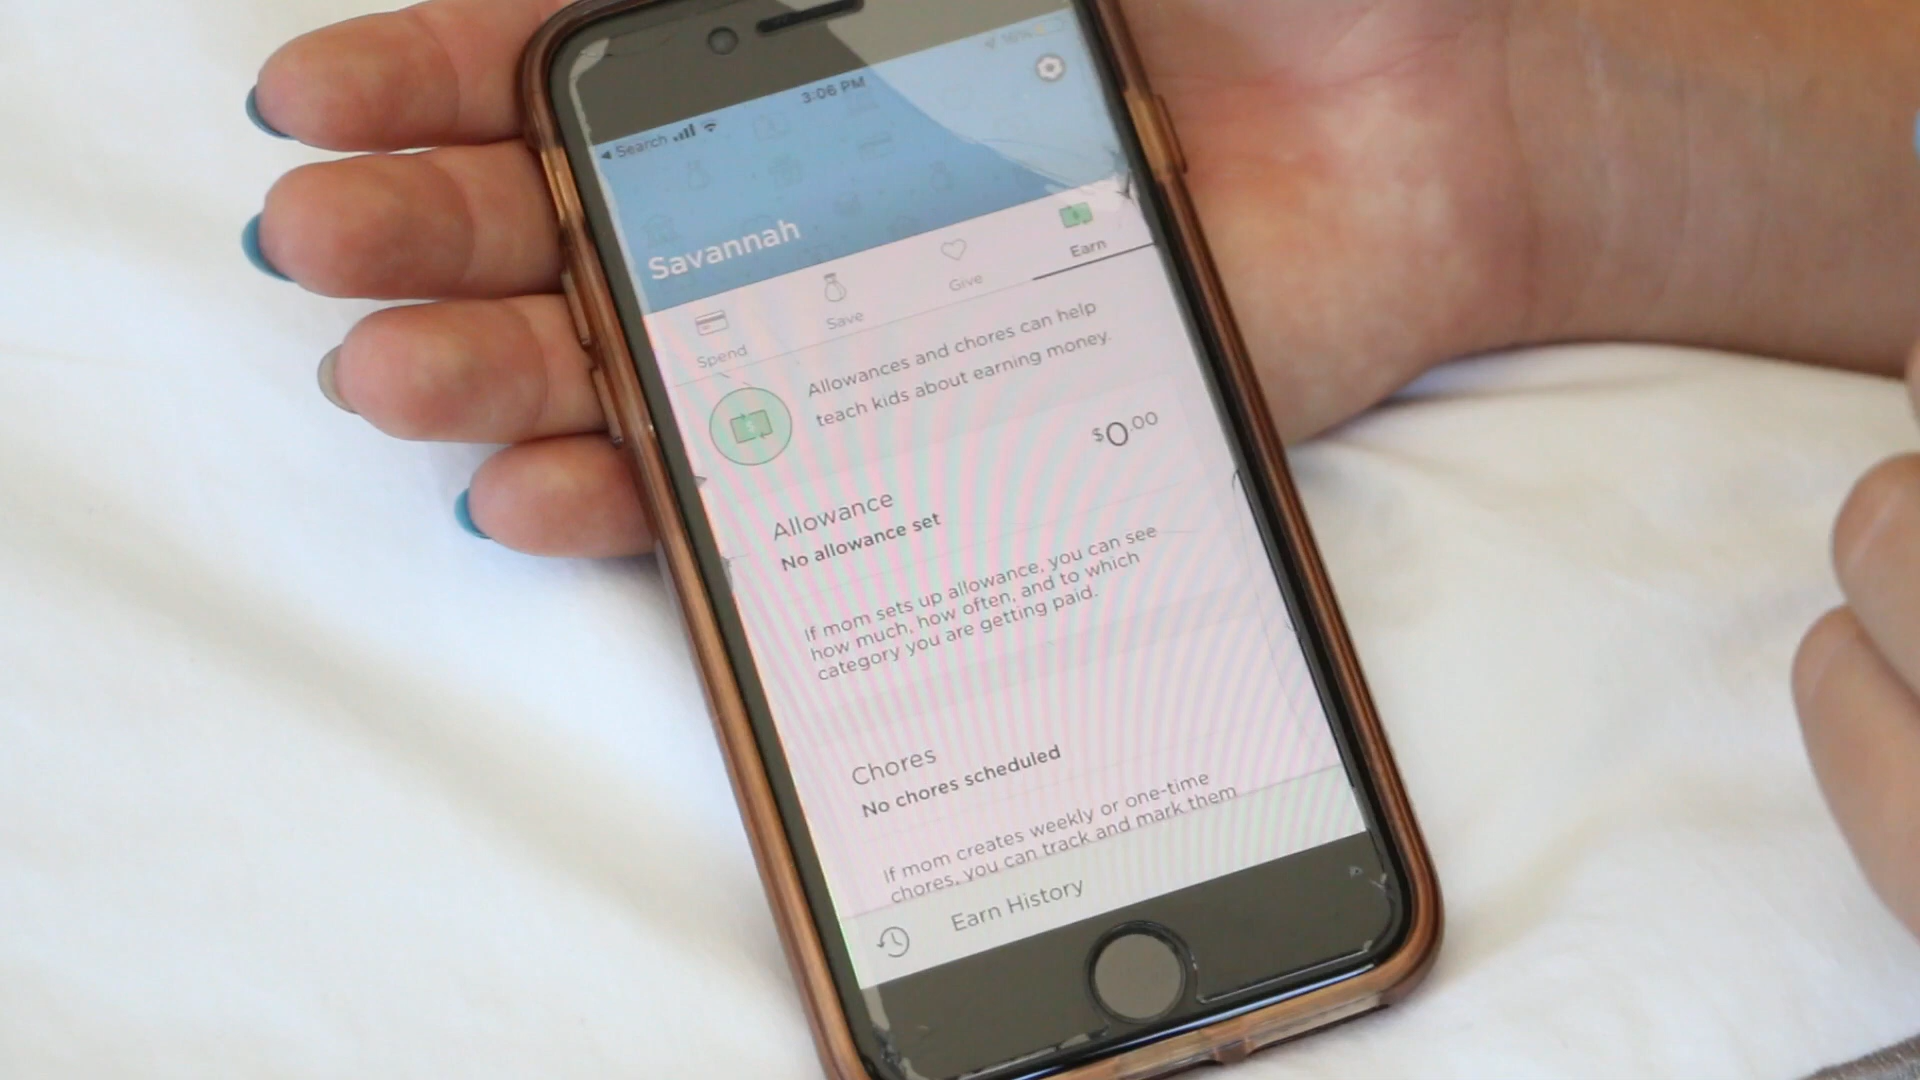 3:06 PM
Search
Savannah
Spend
Save
Give
Earn
Allowances and chores can help
teach kids about earning money.
$0.00
Allowance
No allowance set
If mom sets up allowance, you can see
how much, how often, and to which
category you are getting paid.
Chores
No chores scheduled
If mom creates weekly or one-time
chores, you can track and mark them
Earn History